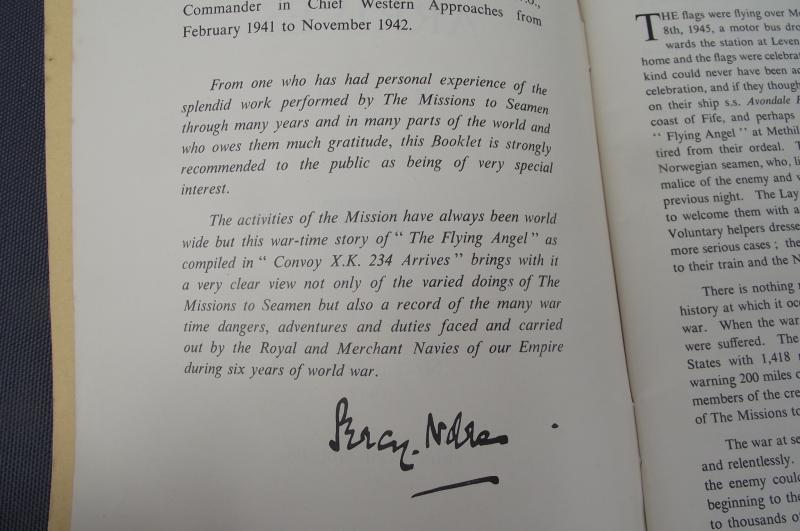 Commander in Chief Western Approaches from
February 1941 to November 1942.
From one who has had personal experience of the
splendid work performed by The Missions to Seamen
through many years and in many parts of the world and
who owes them much gratitude, this Booklet is strongly
recommended to the public as being of very special
interest.
The activities of the Mission have always been world
wide but this war-time story of “ The Flying Angel ” as
compiled in “ Convoy X.K. 234 Arrives ” brings with it
a very clear view not only of the varied doings of The
Missions to Seamen but also a record of the many war
time dangers, adventures and duties faced and carried
out by the Royal and Merchant Navies of our Empire
during six years of world war.
Percy. Noble
THE flags were flying over
8th, 1945, a motor bus
wards the station at Leven
home and the flags were
kind could never have been
celebration, and if they
on their ship s.s. Avondale
coast of Fife, and perhaps
“ Flying Angel ” at Methil
tired from their ordeal.
Norwegian seamen, who,
malice of the enemy and
previous night. The Lay
to welcome them with a
Voluntary helpers
more serious cases ;
to their train and the
There is nothing
history at which it
war. When the war
were suffered. The
States with 1,418
warning 200 miles
members of the
of The Missions to
The war at
and relentlessly.
the enemy
beginning to the
to thousands